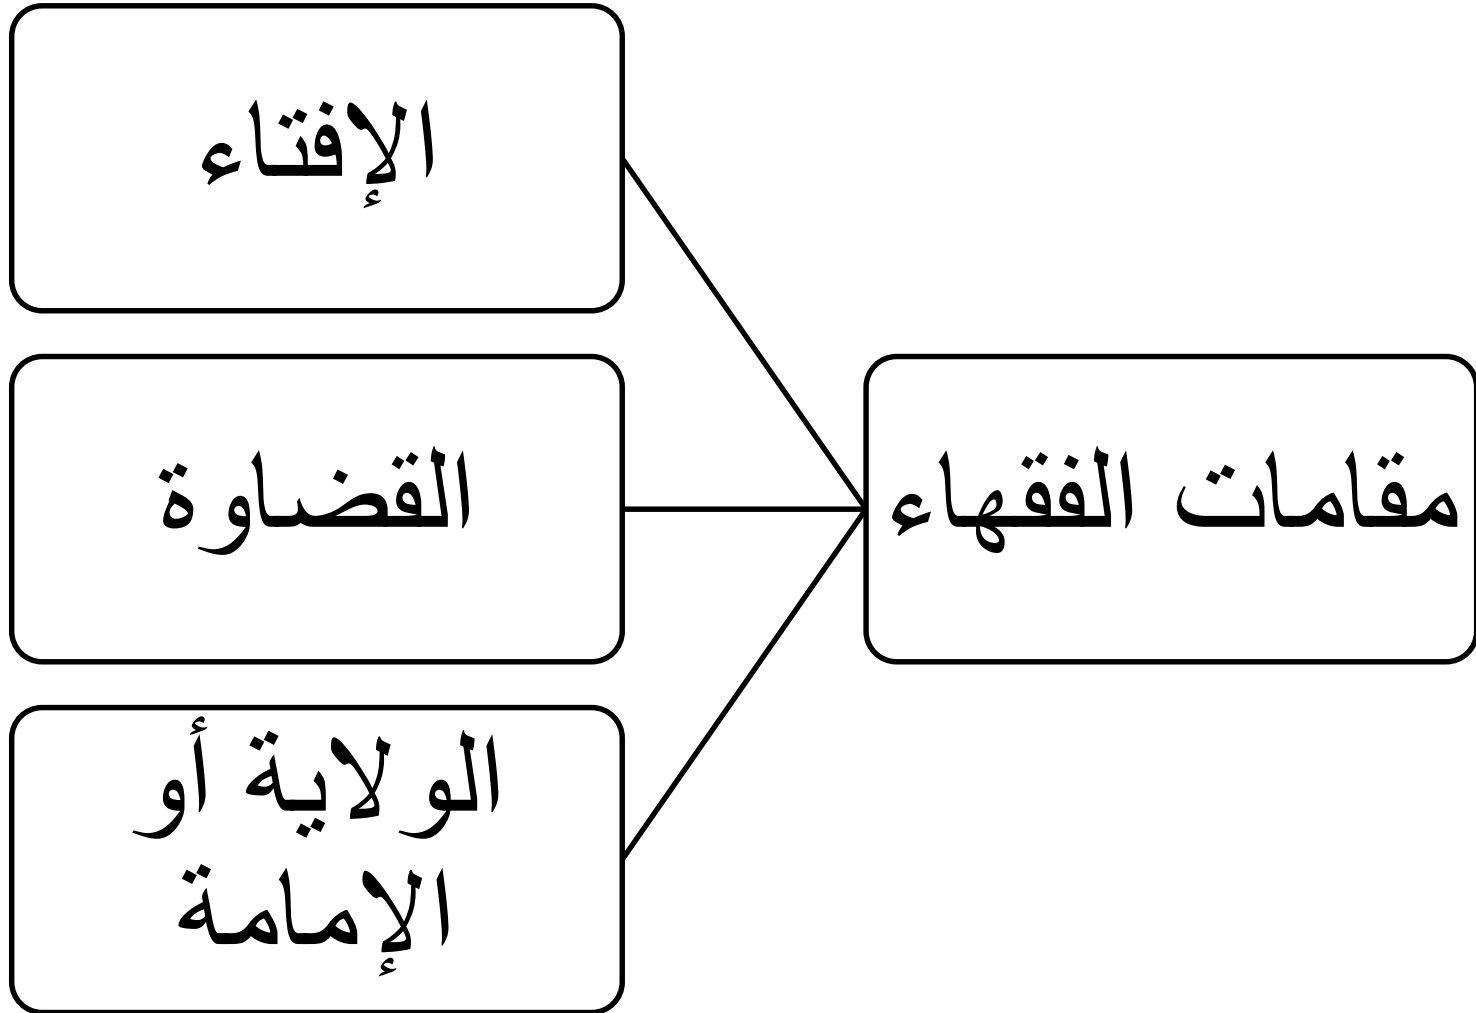 مقامات الفقهاء
الإفتاء
القضاوة
الولاية أو
الإمامة